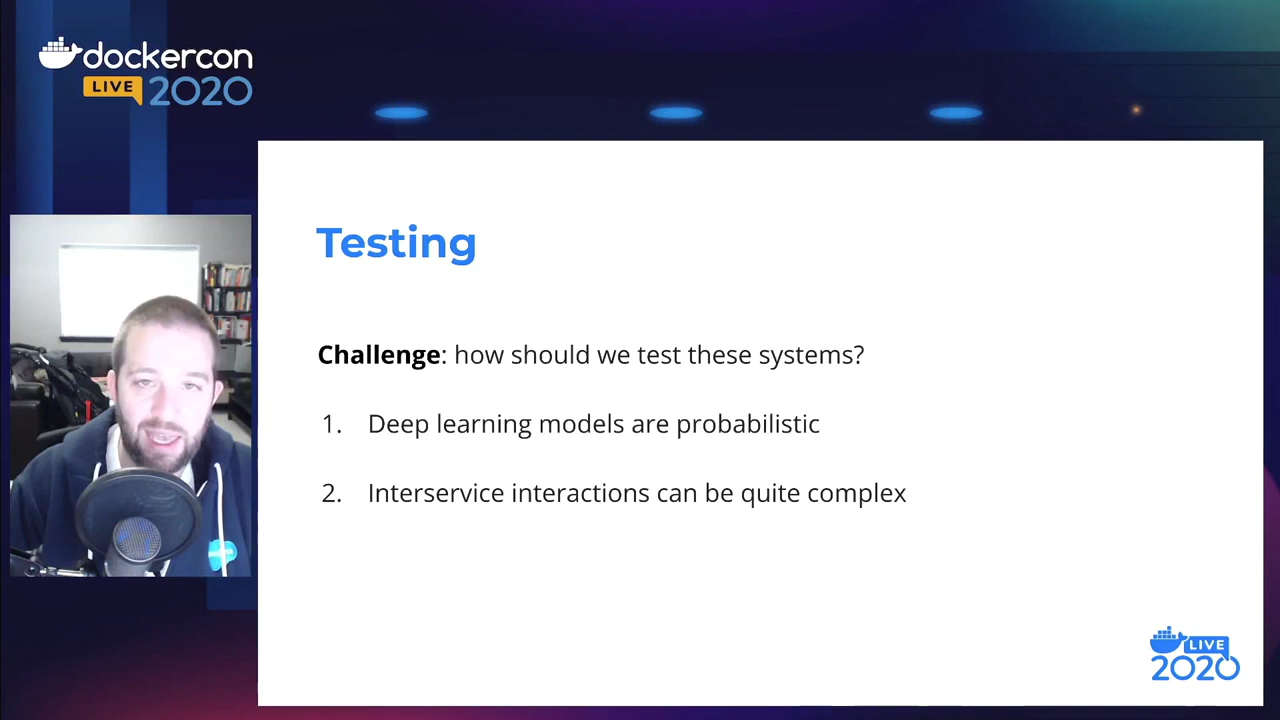 dockercon
LIVE 2020
Testing
Challenge: how should we test these systems?
1. Deep learning models are probabilistic
2. Interservice interactions can be quite complex
LIVE
2020